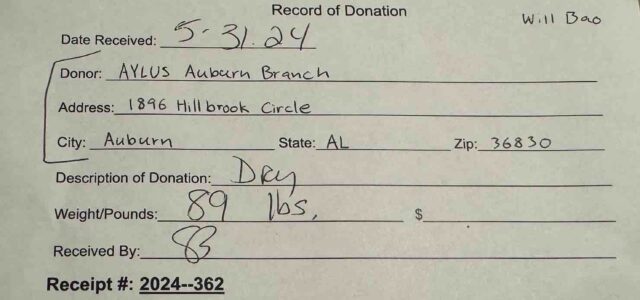 Record of Donation
Will Bao
Date Received: 5-31.24
Donor: AYLUS Auburn Branch
Address: 1896 Hillbrook Circle
City: Auburn State: AL Zip: 36830
Description of Donation: Dry
Weight/Pounds: 89 lbs. $
Received By:
Receipt #: 2024--362